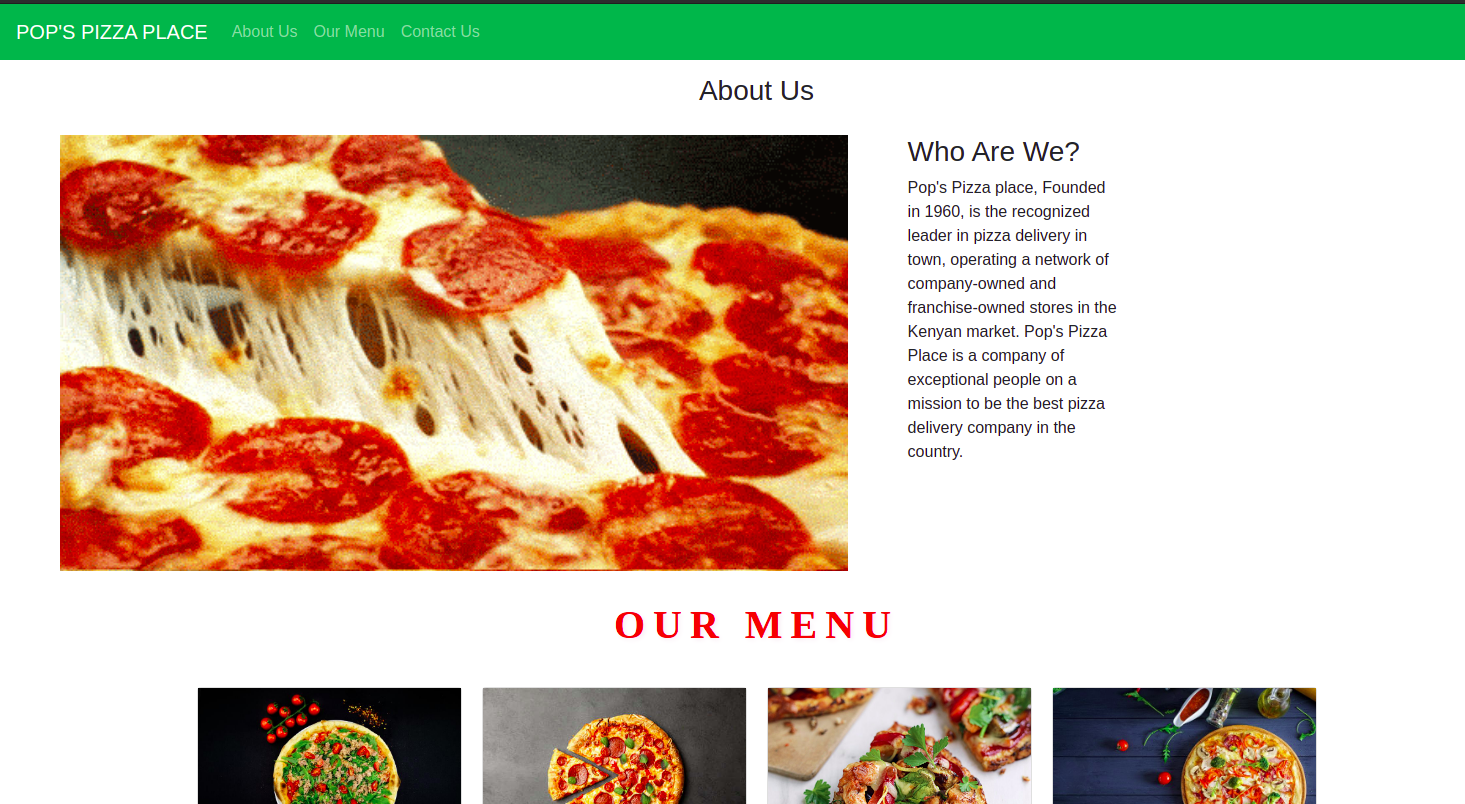 POP'S PIZZA PLACE About Us Our Menu Contact Us
About Us
Who Are We?
Pop's Pizza place, Founded
in 1960, is the recognized
leader in pizza delivery in
town, operating a network of
company-owned and
franchise-owned stores in the
Kenyan market. Pop's Pizza
Place is a company of
exceptional people on a
mission to be the best pizza
delivery company in the
country.
OUR MENU